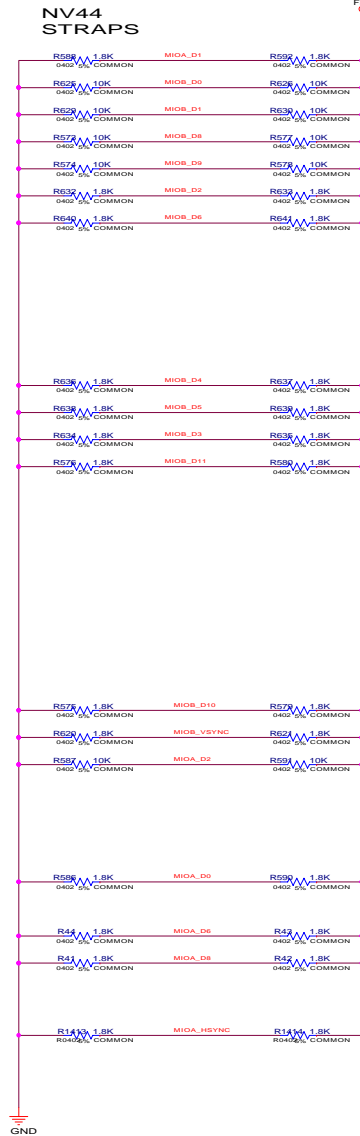 NV44
STRAPS
F
R588 1.8K MIOA_D1 R592 1.8K
0402 5% COMMON 0402 5% COMMON
R625 10K MIOB_D0 R626 10K
0402 5% COMMON 0402 5% COMMON
R629 10K MIOB_D1 R630 10K
0402 5% COMMON 0402 5% COMMON
R573 10K MIOB_D8 R577 10K
0402 5% COMMON 0402 5% COMMON
R574 10K MIOB_D9 R578 10K
0402 5% COMMON 0402 5% COMMON
R632 1.8K MIOB_D2 R633 1.8K
0402 5% COMMON 0402 5% COMMON
R640 1.8K MIOB_D6 R641 1.8K
0402 5% COMMON 0402 5% COMMON
R636 1.8K MIOB_D4 R637 1.8K
0402 5% COMMON 0402 5% COMMON
R638 1.8K MIOB_D5 R639 1.8K
0402 5% COMMON 0402 5% COMMON
R634 1.8K MIOB_D3 R635 1.8K
0402 5% COMMON 0402 5% COMMON
R576 1.8K MIOB_D11 R580 1.8K
0402 5% COMMON 0402 5% COMMON
R575 1.8K MIOB_D10 R579 1.8K
0402 5% COMMON 0402 5% COMMON
R620 1.8K MIOB_VSYNC R621 1.8K
0402 5% COMMON 0402 5% COMMON
R587 10K MIOA_D2 R591 10K
0402 5% COMMON 0402 5% COMMON
R586 1.8K MIOA_D0 R590 1.8K
0402 5% COMMON 0402 5% COMMON
R44 1.8K MIOA_D6 R43 1.8K
0402 5% COMMON 0402 5% COMMON
R41 1.8K MIOA_D8 R42 1.8K
0402 5% COMMON 0402 5% COMMON
R1413 1.8K MIOA_HSYNC R1414 1.8K
R0402 5% COMMON R0402 5% COMMON
GND